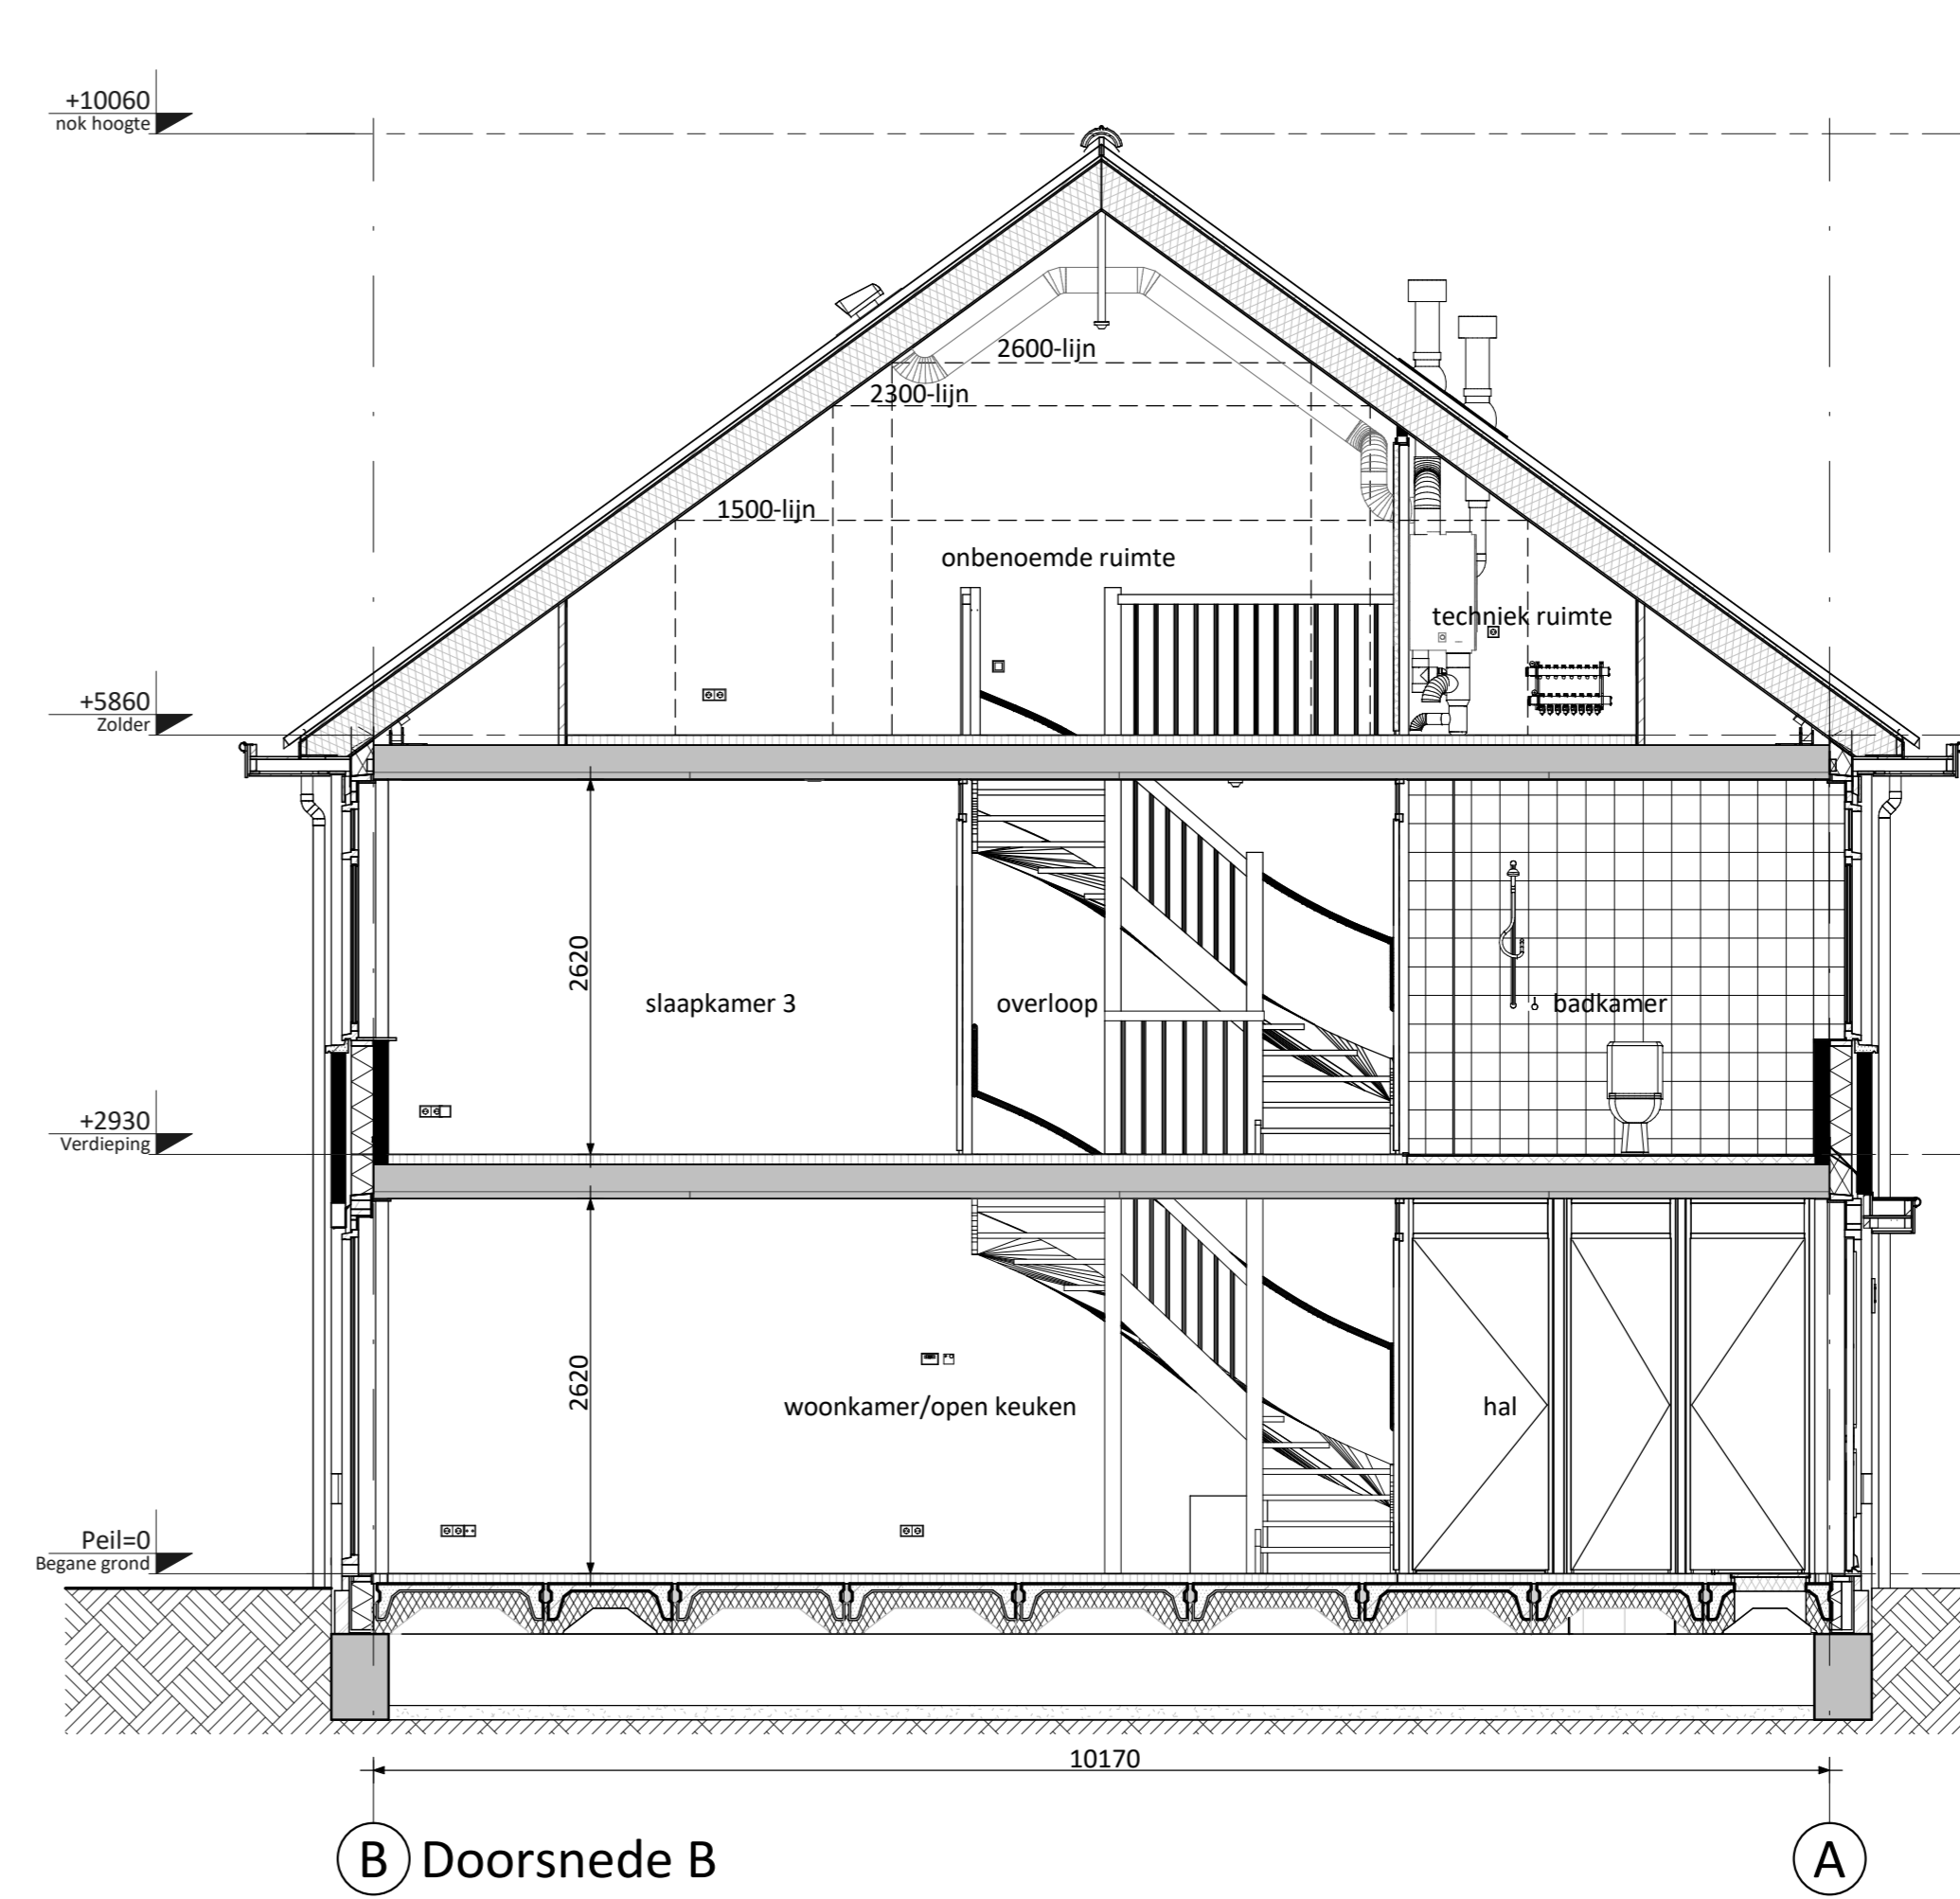 +10060
nok hoogte
2600-lijn
2300-lijn
1500-lijn
onbenoemde ruimte
techniek ruimte
+5860
Zolder
2620
slaapkamer 3
overloop
badkamer
+2930
Verdieping
2620
woonkamer/open keuken
hal
Peil=0
Begane grond
10170
B Doorsnede B
A